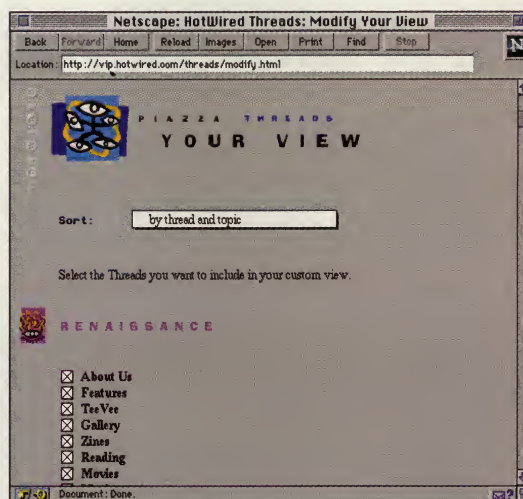 Netscape: HotWired Threads: Modify Your View
Back Forward Home Reload Images Open Print Find Stop
Location: http://vip.hotwired.com/threads/modify.html
N
PIAZZA THREADS
YOUR VIEW
Sort: by thread and topic
Select the Threads you want to include in your custom view.
RENAISSANCE
About Us
Features
TeeVee
Gallery
Zines
Reading
Movies
Document: Done.
?